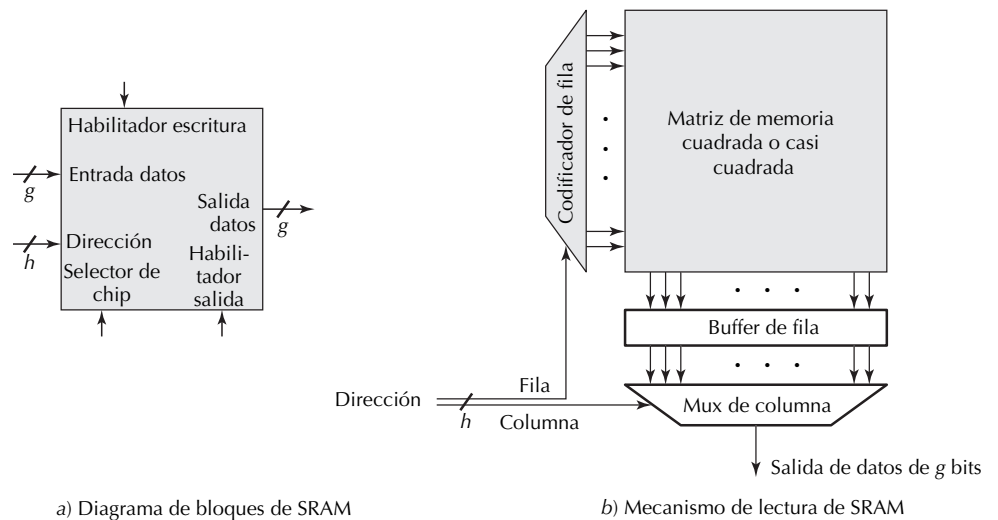 Habilitador escritura
Entrada datos
g
Salida
datos
g
Dirección
h
Selector de
chip
Habili-
tador
salida
Codificador de fila
Matriz de memoria
cuadrada o casi
cuadrada
Buffer de fila
Mux de columna
Dirección
h
Fila
Columna
Salida de datos de g bits
a) Diagrama de bloques de SRAM
b) Mecanismo de lectura de SRAM